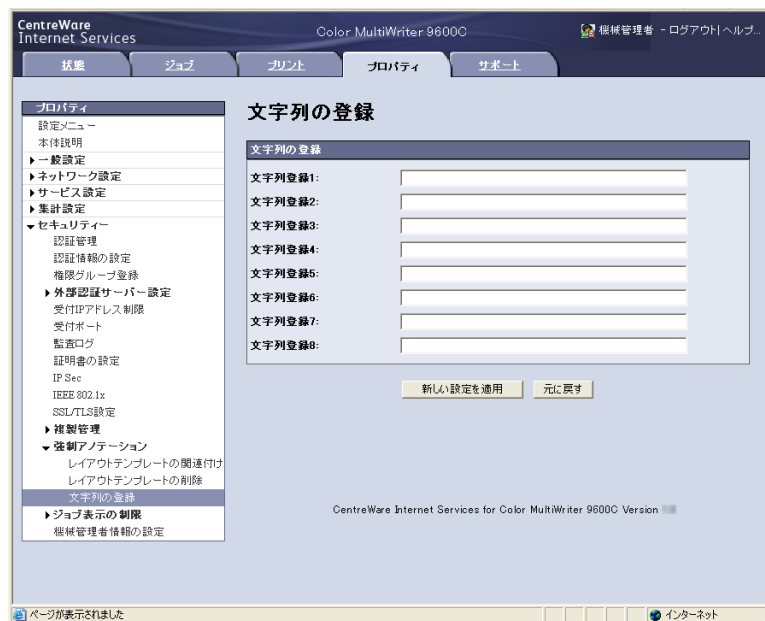 CentreWare
Internet Services
Color MultiWriter 9600C
機械管理者 - ログアウト|ヘルプ...
状態
ジョブ
プリント
プロパティ
サポート
プロパティ
設定メニュー
本体説明
一般設定
ネットワーク設定
サービス設定
集計設定
セキュリティー
認証管理
認証情報の設定
権限グループ登録
外部認証サーバー設定
受付IPアドレス制限
受付ポート
監査ログ
証明書の設定
IP Sec
IEEE 802.1x
SSL/TLS設定
複製管理
強制アノテーション
レイアウトテンプレートの関連付け
レイアウトテンプレートの削除
文字列の登録
ジョブ表示の制限
機械管理者情報の設定
文字列の登録
文字列の登録
文字列登録1:
文字列登録2:
文字列登録3:
文字列登録4:
文字列登録5:
文字列登録6:
文字列登録7:
文字列登録8:
新しい設定を適用
元に戻す
CentreWare Internet Services for Color MultiWriter 9600C Version
ページが表示されました
インターネット